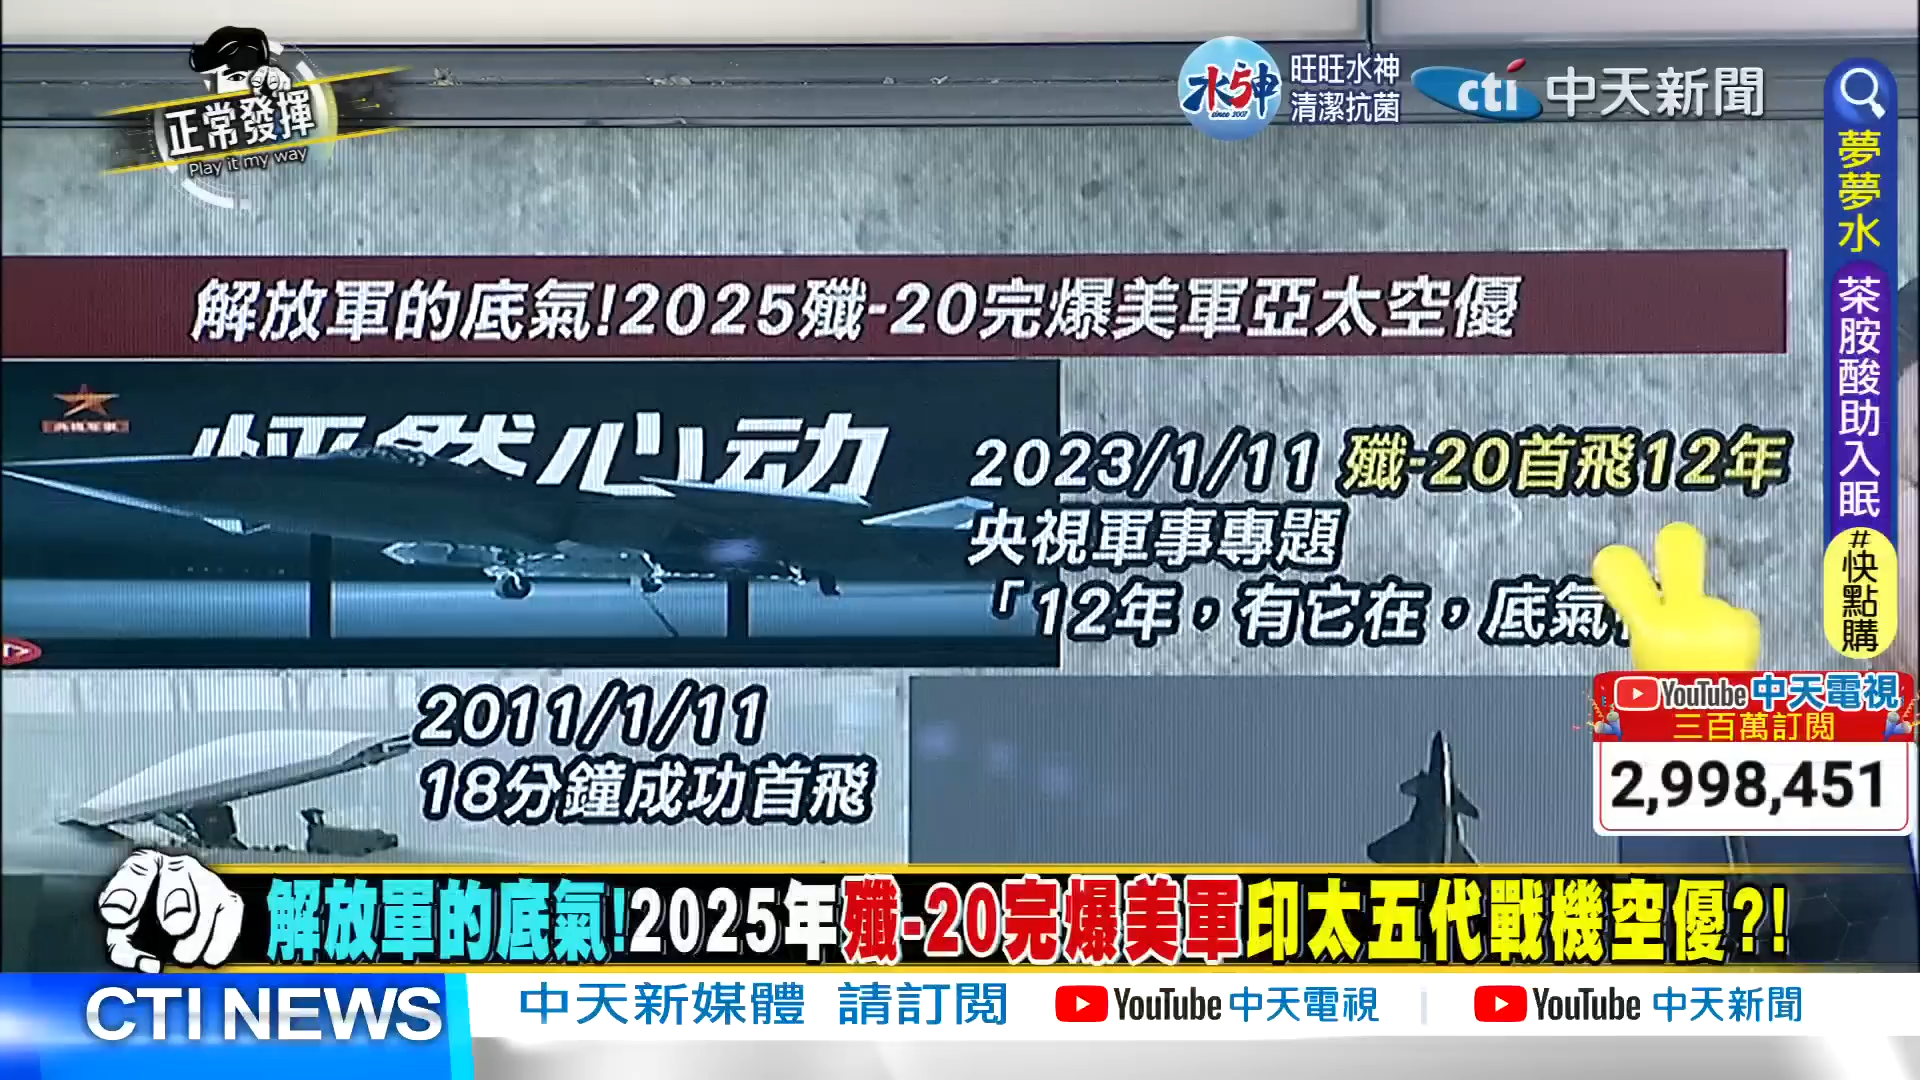 正常發揮
Play it my way
水神
since 2007
旺旺水神
清潔抗菌
cti 中天新聞
夢夢水
茶胺酸助入眠
#快點購
解放軍的底氣!2025殲-20完爆美軍亞太空優
怦然心动
2023/1/11 殲-20首飛12年
央視軍事專題
「12年，有它在，底氣
2011/1/11
18分鐘成功首飛
YouTube 中天電視
三百萬訂閱
2,998,451
解放軍的底氣!2025年殲-20完爆美軍印太五代戰機空優?!
CTI NEWS
中天新媒體 請訂閱 YouTube 中天電視 | YouTube 中天新聞